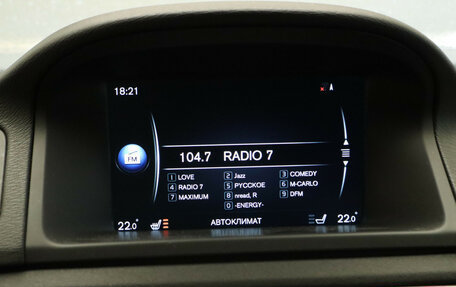 18:21
FM
104.7 RADIO 7
1 LOVE 2 Jazz 3 COMEDY
4 RADIO 7 5 РУССКОЕ 6 M-CARLO
7 MAXIMUM 8 nread, R 9 DFM
0 -ENERGY-
22.0° АВТОКЛИМАТ 22.0°